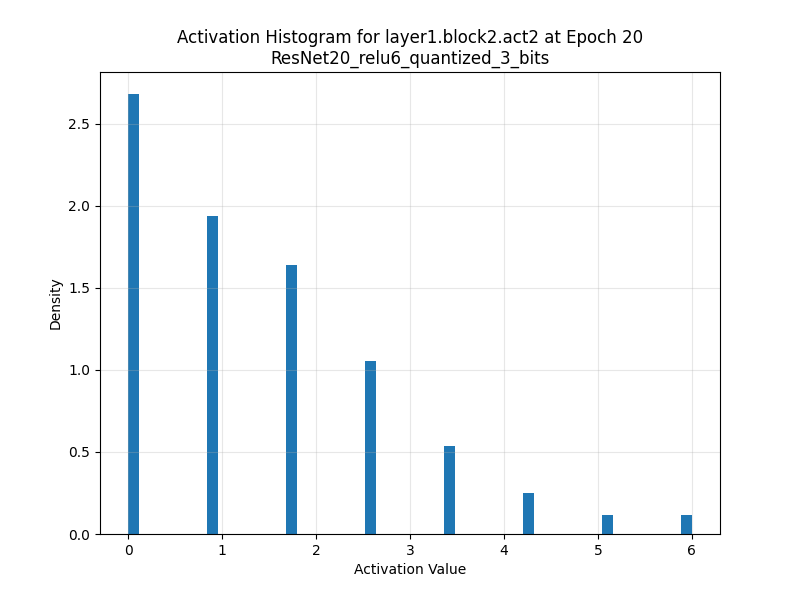 Activation Histogram for layer1.block2.act2 at Epoch 20
ResNet20_relu6_quantized_3_bits
Density
2.5
2.0
1.5
1.0
0.5
0.0
0 1 2 3 4 5 6
Activation Value